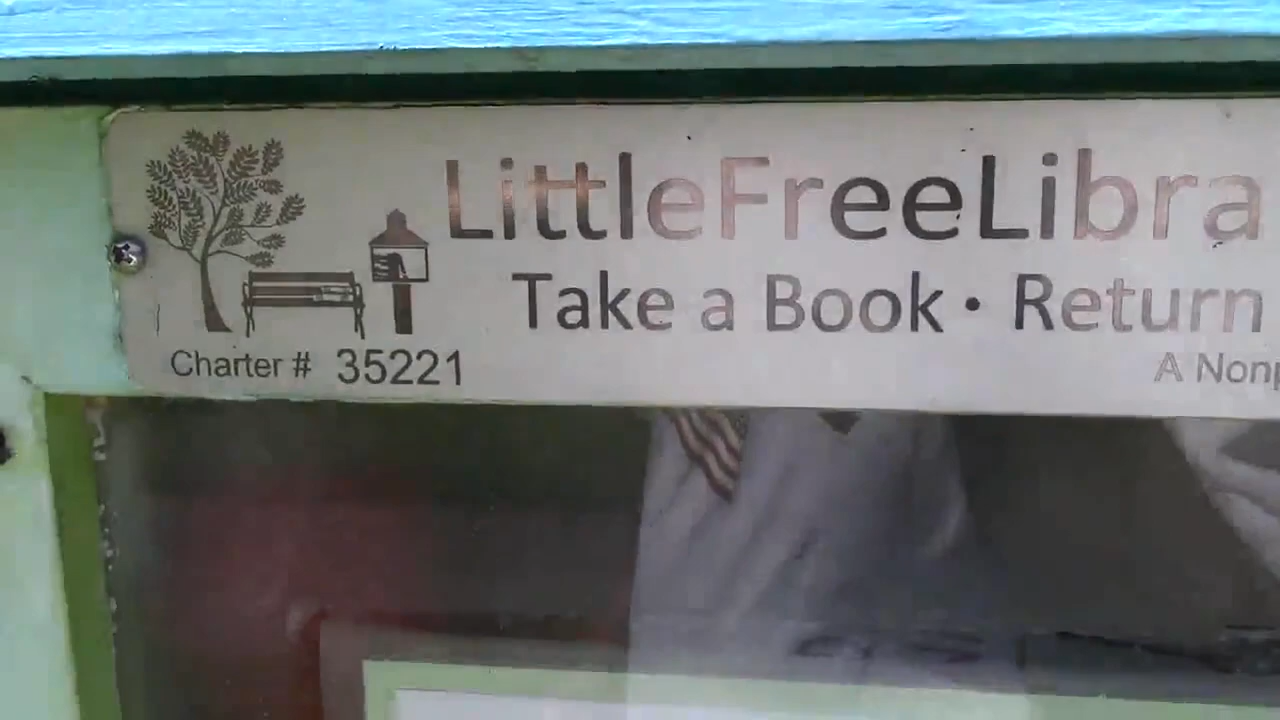 LittleFreeLibra
Take a Book • Return
Charter # 35221
A Nonp